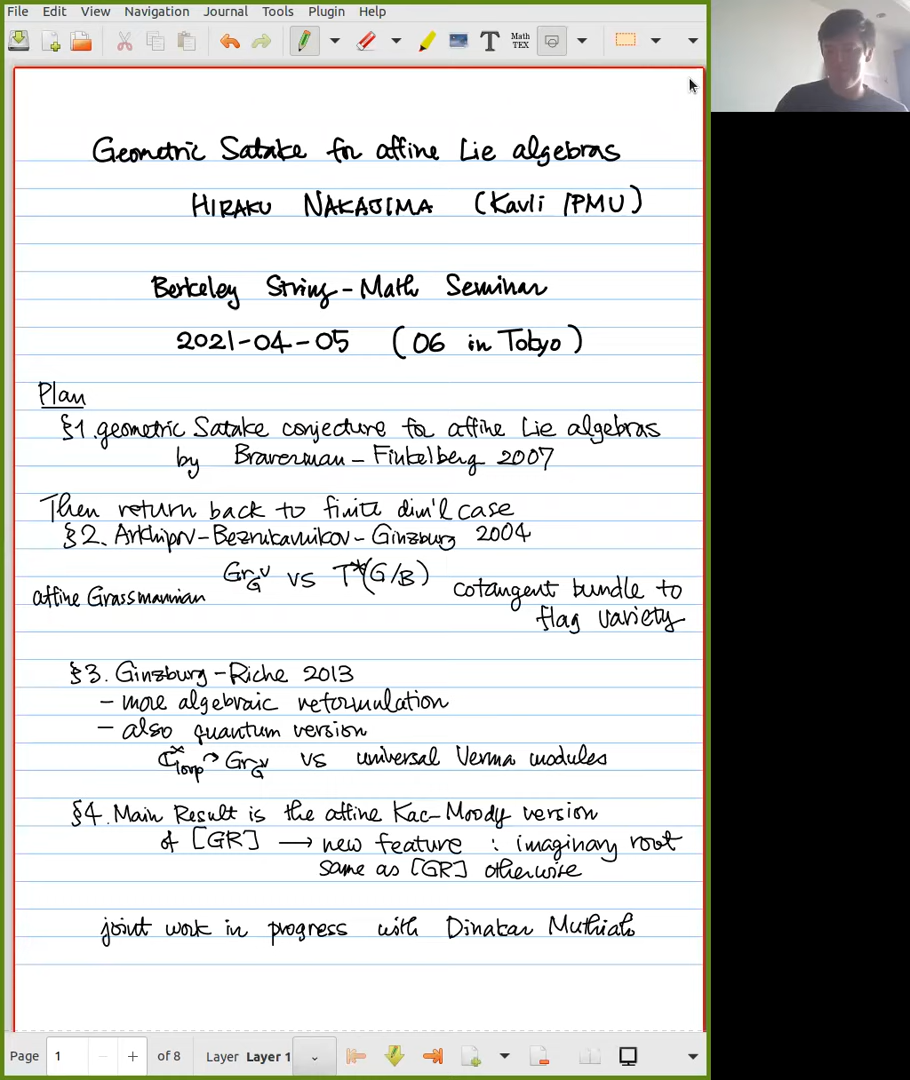 File Edit View Navigation Journal Tools Plugin Help
Math TEX
Geometric Satake for affine Lie algebras
HIRAKU NAKAJIMA (Kavli IPMU)
Berkeley String-Math Seminar
2021-04-05 (06 in Tokyo)
Plan
§1. geometric Satake conjecture for affine Lie algebras
by Braverman-Finkelberg 2007
Then return back to finite dim'l case
§2. Arkhipov-Bezrukavnikov-Ginzburg 2004
Gr_{G^∨} vs T*(G/B)
affine Grassmannian
cotangent bundle to
flag variety
§3. Ginzburg-Riche 2013
- more algebraic reformulation
- also quantum version
ℂ^×_{loop} ↷ Gr_{G^∨} vs universal Verma modules
§4. Main Result is the affine Kac-Moody version
of [GR] → new feature : imaginary root
same as [GR] otherwise
joint work in progress with Dinakar Muthiah
Page 1 of 8 Layer Layer 1